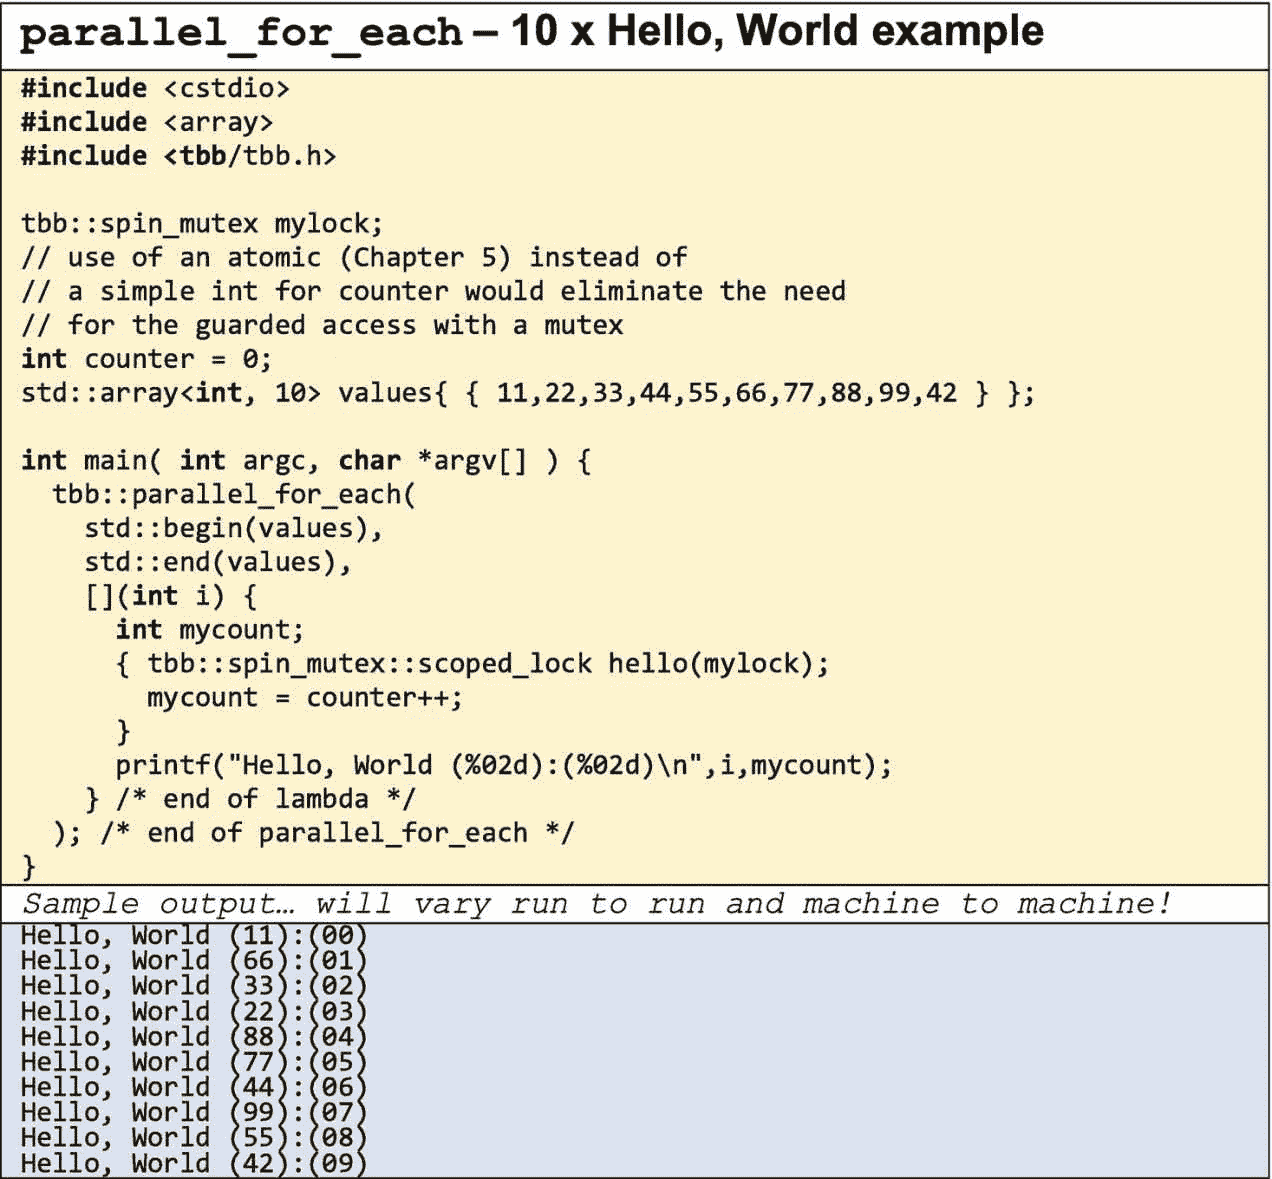 parallel_for_each – 10 x Hello, World example
#include <cstdio>
#include <array>
#include <tbb/tbb.h>
tbb::spin_mutex mylock;
// use of an atomic (Chapter 5) instead of
// a simple int for counter would eliminate the need
// for the guarded access with a mutex
int counter = 0;
std::array<int, 10> values{ { 11,22,33,44,55,66,77,88,99,42 } };
int main( int argc, char *argv[] ) {
  tbb::parallel_for_each(
    std::begin(values),
    std::end(values),
    [](int i) {
      int mycount;
      { tbb::spin_mutex::scoped_lock hello(mylock);
        mycount = counter++;
      }
      printf("Hello, World (%02d):(%02d)\n",i,mycount);
    } /* end of lambda */
  ); /* end of parallel_for_each */
}
Sample output… will vary run to run and machine to machine!
Hello, World (11):(00)
Hello, World (66):(01)
Hello, World (33):(02)
Hello, World (22):(03)
Hello, World (88):(04)
Hello, World (77):(05)
Hello, World (44):(06)
Hello, World (99):(07)
Hello, World (55):(08)
Hello, World (42):(09)